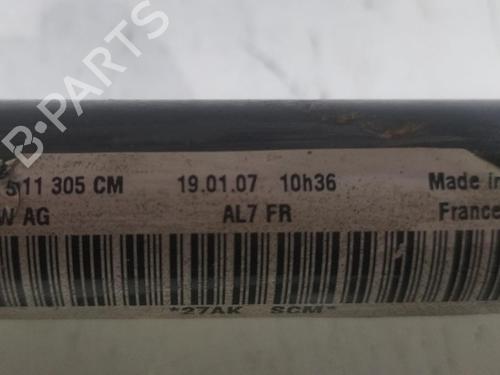 B-PARTS
511 305 CM 19.01.07 10h36 Made in
W AG AL7 FR France
*27AK SCM*